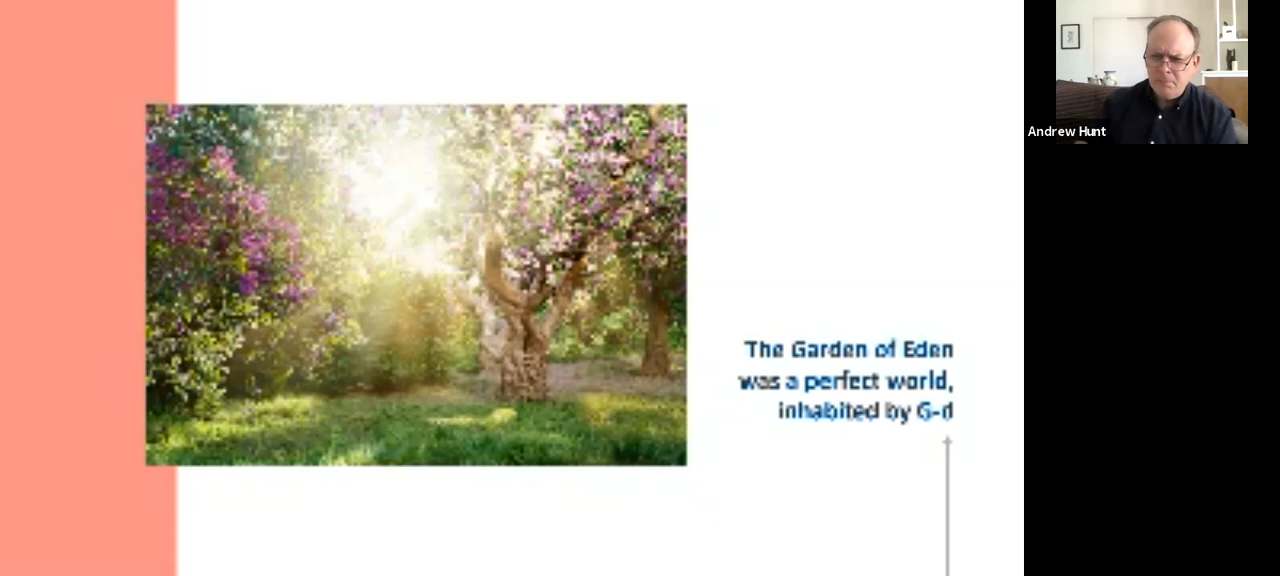 The Garden of Eden
was a perfect world,
inhabited by G-d
Andrew Hunt